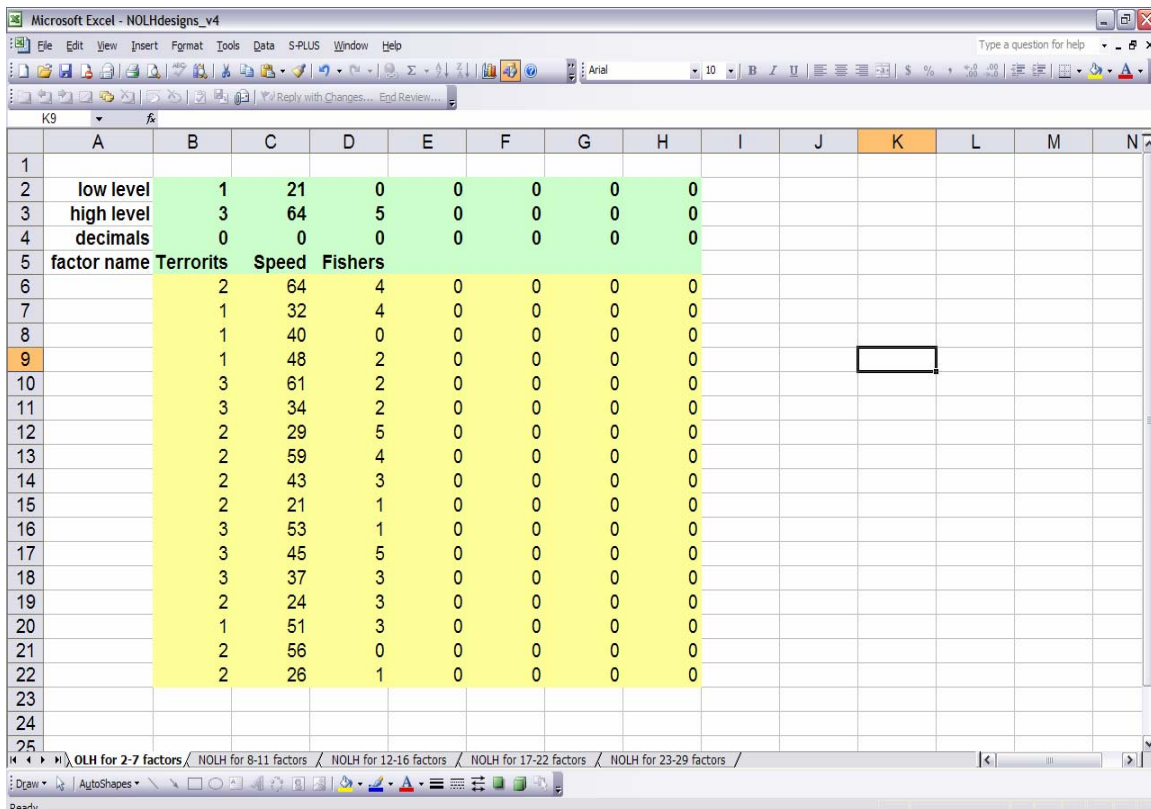 Microsoft Excel - NOLHdesigns_v4
File Edit View Insert Format Tools Data S-PLUS Window Help Type a question for help
Arial 10 B I U $ % ,
Reply with Changes... End Review...
K9 fx
A B C D E F G H I J K L M N
1
2 low level 1 21 0 0 0 0 0
3 high level 3 64 5 0 0 0 0
4 decimals 0 0 0 0 0 0 0
5 factor name Terrorits Speed Fishers
6 2 64 4 0 0 0 0
7 1 32 4 0 0 0 0
8 1 40 0 0 0 0 0
9 1 48 2 0 0 0 0
10 3 61 2 0 0 0 0
11 3 34 2 0 0 0 0
12 2 29 5 0 0 0 0
13 2 59 4 0 0 0 0
14 2 43 3 0 0 0 0
15 2 21 1 0 0 0 0
16 3 53 1 0 0 0 0
17 3 45 5 0 0 0 0
18 3 37 3 0 0 0 0
19 2 24 3 0 0 0 0
20 1 51 3 0 0 0 0
21 2 56 0 0 0 0 0
22 2 26 1 0 0 0 0
23
24
25
OLH for 2-7 factors / NOLH for 8-11 factors / NOLH for 12-16 factors / NOLH for 17-22 factors / NOLH for 23-29 factors /
Draw AutoShapes
Ready